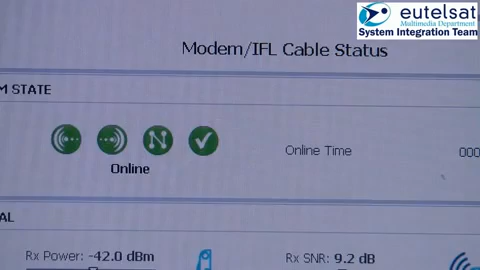 eutelsat
Multimedia Department
System Integration Team
Modem/IFL Cable Status
M STATE
Online
Online Time
000
AL
Rx Power: -42.0 dBm
Rx SNR: 9.2 dB